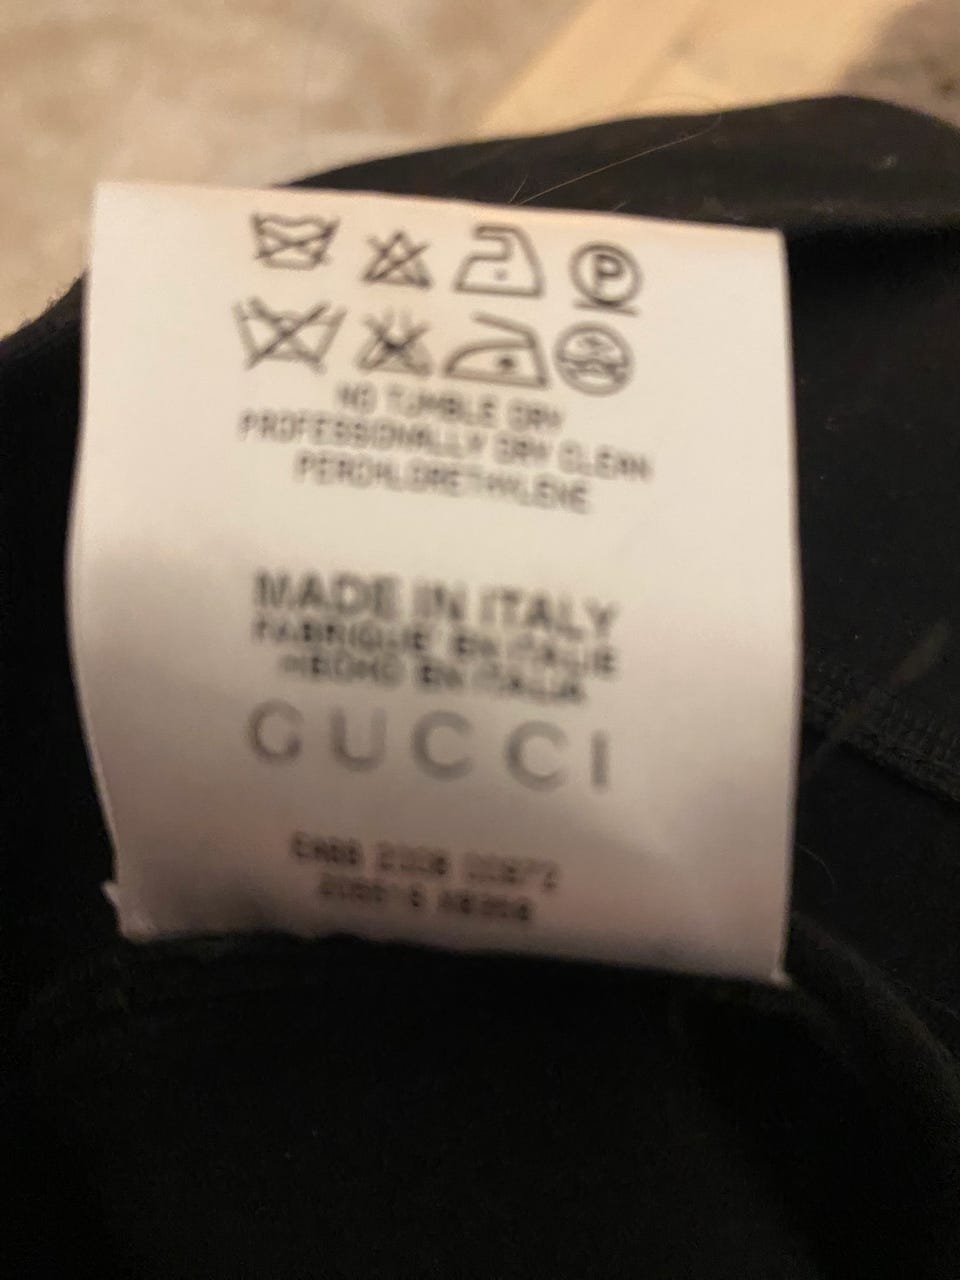 P
NO TUMBLE DRY
PROFESSIONALLY DRY CLEAN
PERCHLORETHYLENE
MADE IN ITALY
FABRIQUE EN ITALIE
HECHO EN ITALIA
GUCCI